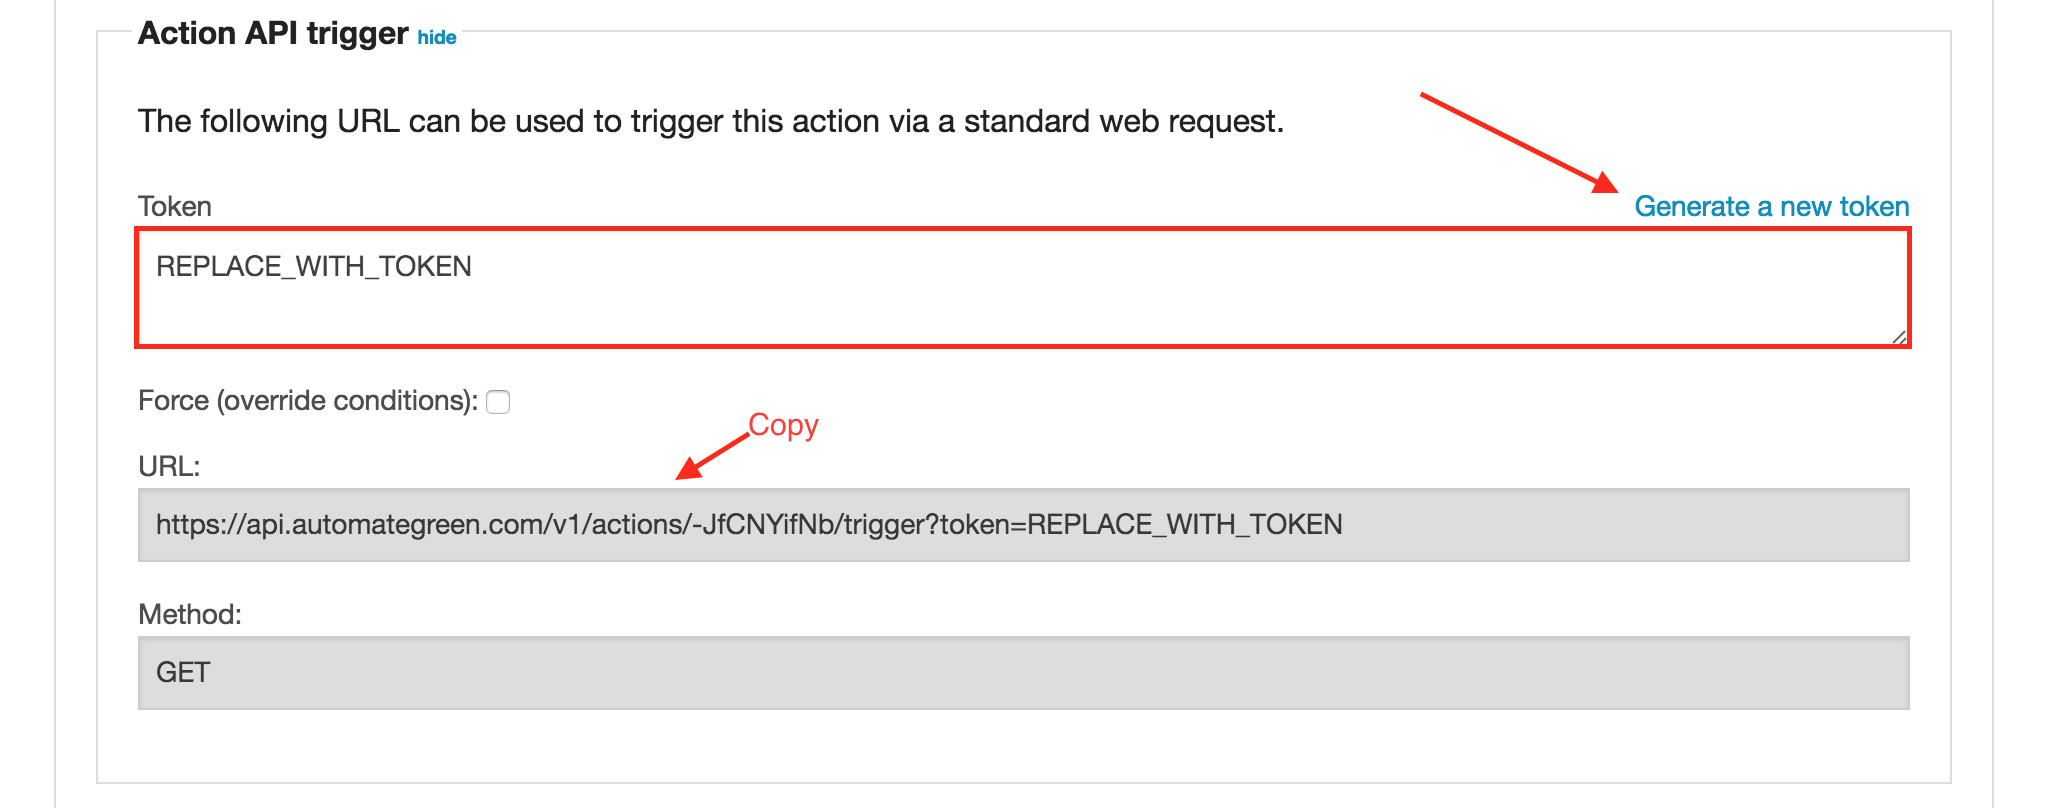 Action API trigger hide
The following URL can be used to trigger this action via a standard web request.
Token
Generate a new token
REPLACE_WITH_TOKEN
Force (override conditions):
Copy
URL:
https://api.automategreen.com/v1/actions/-JfCNYifNb/trigger?token=REPLACE_WITH_TOKEN
Method:
GET